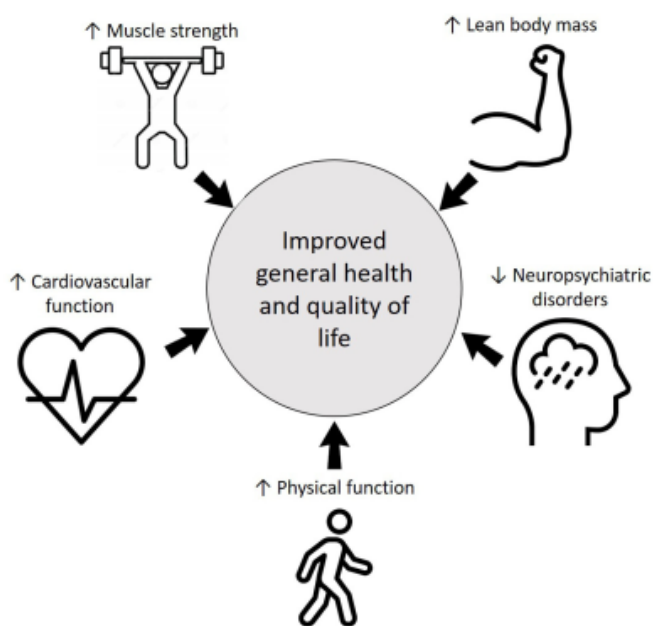 ↑ Muscle strength
↑ Lean body mass
Improved
general health
and quality of
life
↑ Cardiovascular
function
↓ Neuropsychiatric
disorders
↑ Physical function